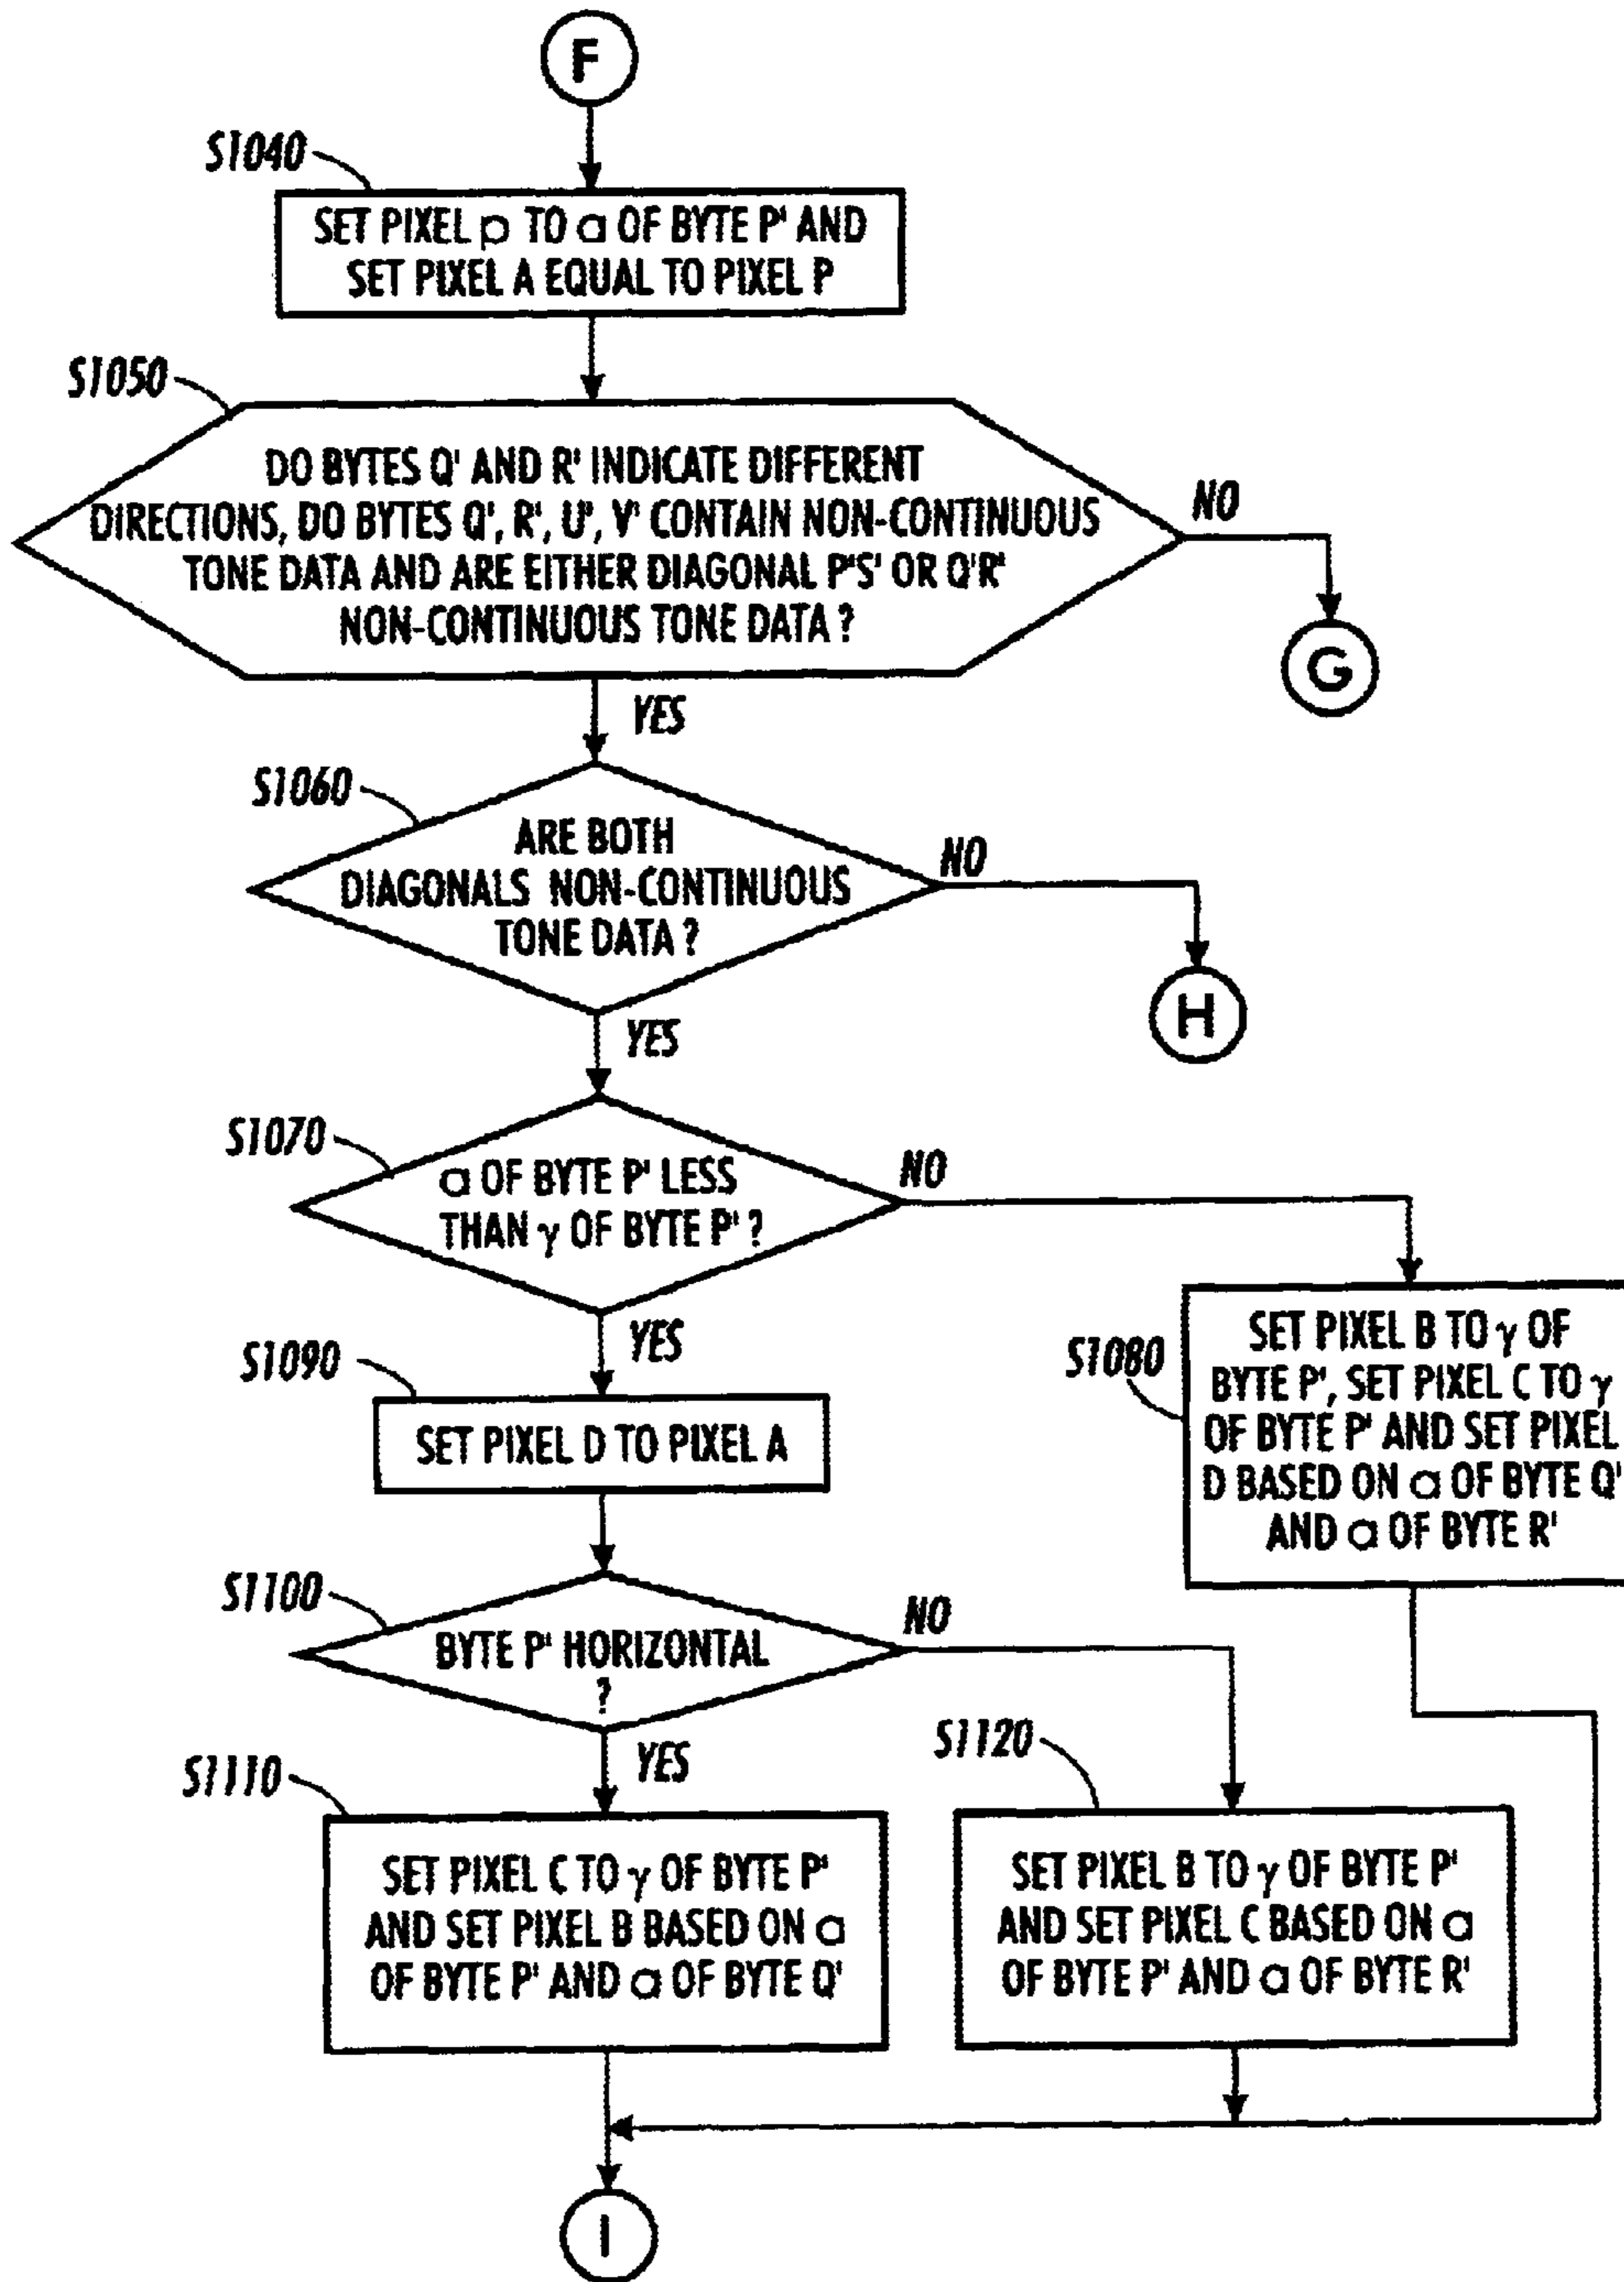 F
S1040
SET PIXEL p TO α OF BYTE P' AND
SET PIXEL A EQUAL TO PIXEL P
S1050
DO BYTES Q' AND R' INDICATE DIFFERENT
DIRECTIONS, DO BYTES Q', R', U', V' CONTAIN NON-CONTINUOUS
TONE DATA AND ARE EITHER DIAGONAL P'S' OR Q'R'
NON-CONTINUOUS TONE DATA ?
NO
G
YES
S1060
ARE BOTH
DIAGONALS NON-CONTINUOUS
TONE DATA ?
NO
H
YES
S1070
α OF BYTE P' LESS
THAN γ OF BYTE P' ?
NO
YES
S1080
SET PIXEL B TO γ OF
BYTE P', SET PIXEL C TO γ
OF BYTE P' AND SET PIXEL
D BASED ON α OF BYTE Q'
AND α OF BYTE R'
S1090
SET PIXEL D TO PIXEL A
S1100
BYTE P' HORIZONTAL
?
NO
YES
S1110
SET PIXEL C TO γ OF BYTE P'
AND SET PIXEL B BASED ON α
OF BYTE P' AND α OF BYTE Q'
S1120
SET PIXEL B TO γ OF BYTE P'
AND SET PIXEL C BASED ON α
OF BYTE P' AND α OF BYTE R'
I